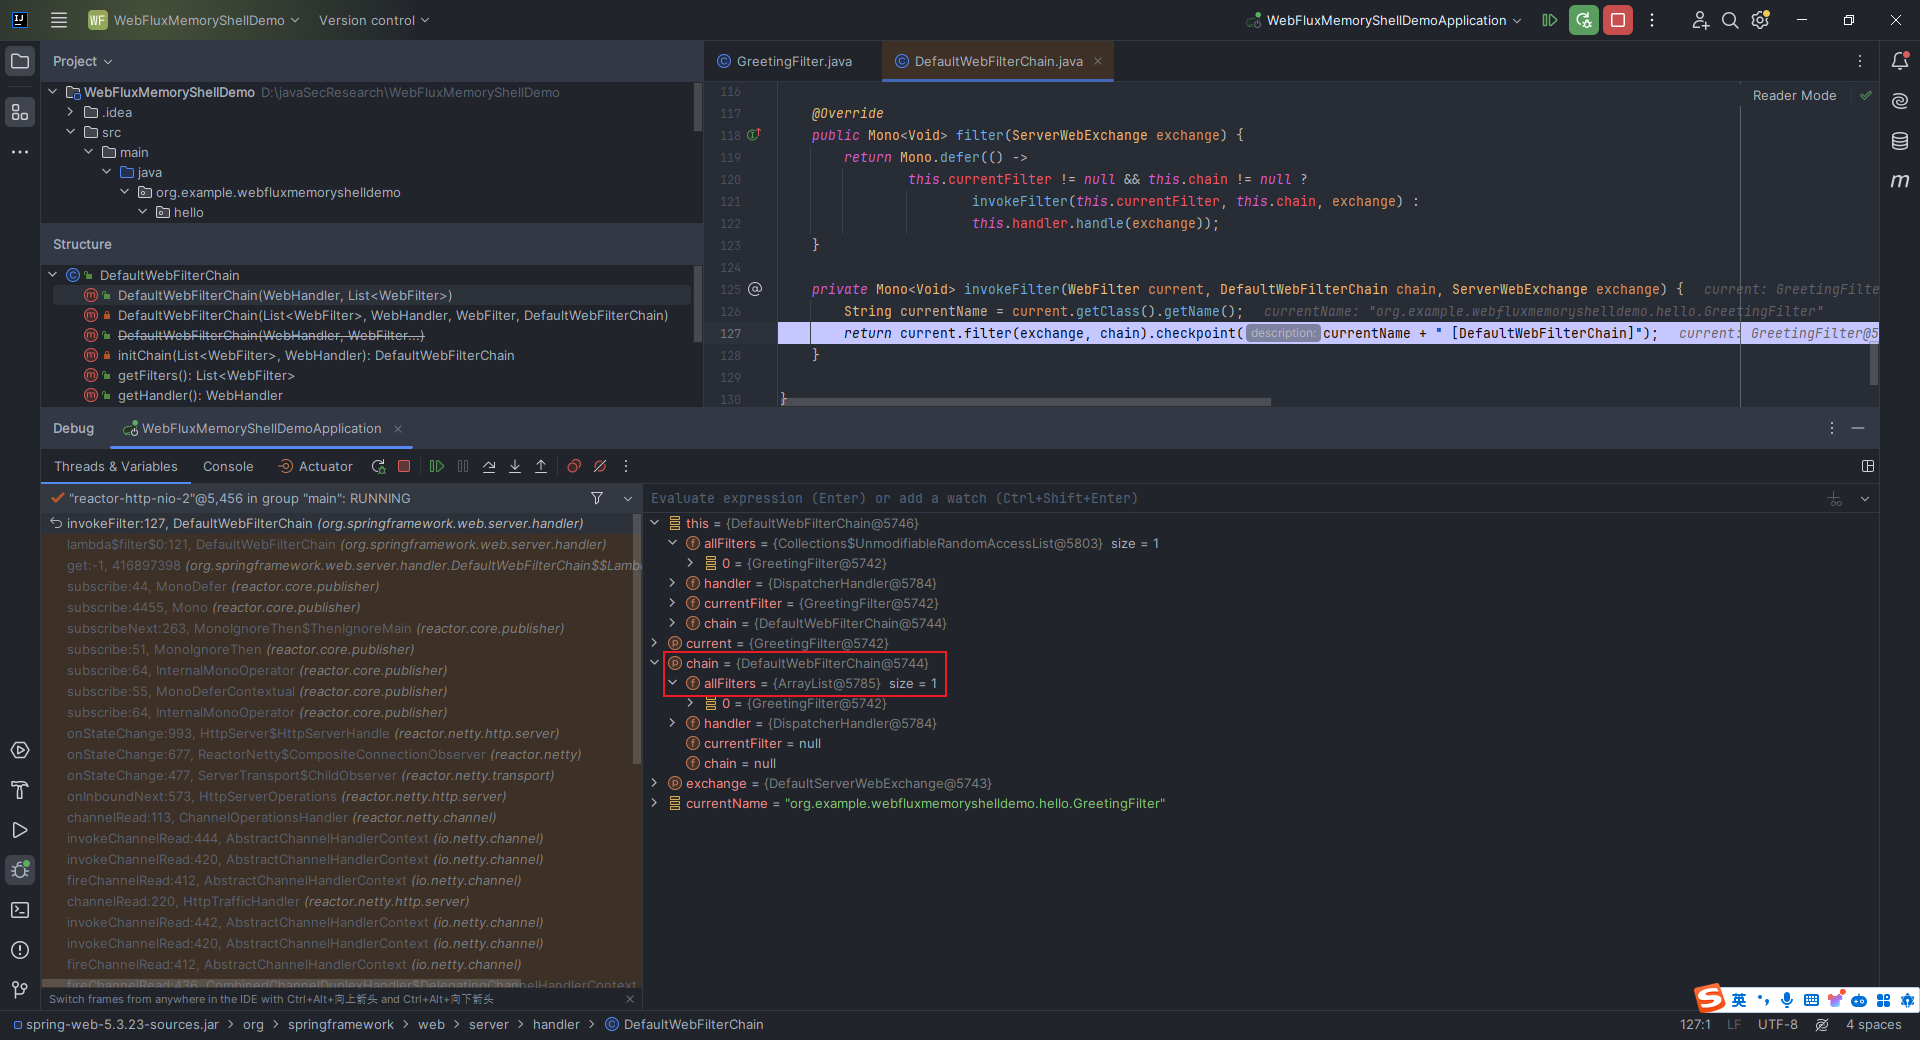 WF WebFluxMemoryShellDemo Version control WebFluxMemoryShellDemoApplication
Project
WebFluxMemoryShellDemo D:\javaSecResearch\WebFluxMemoryShellDemo
.idea
src
main
java
org.example.webfluxmemoryshelldemo
hello
Structure
DefaultWebFilterChain
DefaultWebFilterChain(WebHandler, List<WebFilter>)
DefaultWebFilterChain(List<WebFilter>, WebHandler, WebFilter, DefaultWebFilterChain)
DefaultWebFilterChain(WebHandler, WebFilter...)
initChain(List<WebFilter>, WebHandler): DefaultWebFilterChain
getFilters(): List<WebFilter>
getHandler(): WebHandler
GreetingFilter.java DefaultWebFilterChain.java
Reader Mode
116
117 @Override
118 public Mono<Void> filter(ServerWebExchange exchange) {
119 return Mono.defer(() ->
120 this.currentFilter != null && this.chain != null ?
121 invokeFilter(this.currentFilter, this.chain, exchange) :
122 this.handler.handle(exchange));
123 }
124
125 private Mono<Void> invokeFilter(WebFilter current, DefaultWebFilterChain chain, ServerWebExchange exchange) { current: GreetingFilte
126 String currentName = current.getClass().getName(); currentName: "org.example.webfluxmemoryshelldemo.hello.GreetingFilter"
127 return current.filter(exchange, chain).checkpoint( description: currentName + " [DefaultWebFilterChain]"); current: GreetingFilter@5
128 }
129
130 }
Debug WebFluxMemoryShellDemoApplication
Threads & Variables Console Actuator
"reactor-http-nio-2"@5,456 in group "main": RUNNING
invokeFilter:127, DefaultWebFilterChain (org.springframework.web.server.handler)
lambda$filter$0:121, DefaultWebFilterChain (org.springframework.web.server.handler)
get:-1, 416897398 (org.springframework.web.server.handler.DefaultWebFilterChain$$Lambd
subscribe:44, MonoDefer (reactor.core.publisher)
subscribe:4455, Mono (reactor.core.publisher)
subscribeNext:263, MonoIgnoreThen$ThenIgnoreMain (reactor.core.publisher)
subscribe:51, MonoIgnoreThen (reactor.core.publisher)
subscribe:64, InternalMonoOperator (reactor.core.publisher)
subscribe:55, MonoDeferContextual (reactor.core.publisher)
subscribe:64, InternalMonoOperator (reactor.core.publisher)
onStateChange:993, HttpServer$HttpServerHandle (reactor.netty.http.server)
onStateChange:677, ReactorNetty$CompositeConnectionObserver (reactor.netty)
onStateChange:477, ServerTransport$ChildObserver (reactor.netty.transport)
onInboundNext:573, HttpServerOperations (reactor.netty.http.server)
channelRead:113, ChannelOperationsHandler (reactor.netty.channel)
invokeChannelRead:444, AbstractChannelHandlerContext (io.netty.channel)
invokeChannelRead:420, AbstractChannelHandlerContext (io.netty.channel)
fireChannelRead:412, AbstractChannelHandlerContext (io.netty.channel)
channelRead:220, HttpTrafficHandler (reactor.netty.http.server)
invokeChannelRead:442, AbstractChannelHandlerContext (io.netty.channel)
invokeChannelRead:420, AbstractChannelHandlerContext (io.netty.channel)
fireChannelRead:412, AbstractChannelHandlerContext (io.netty.channel)
fireChannelRead:436, CombinedChannelDuplexHandler$DelegatingChannelHandlerContext
Switch frames from anywhere in the IDE with Ctrl+Alt+向上箭头 and Ctrl+Alt+向下箭头
Evaluate expression (Enter) or add a watch (Ctrl+Shift+Enter)
this = {DefaultWebFilterChain@5746}
allFilters = {Collections$UnmodifiableRandomAccessList@5803} size = 1
0 = {GreetingFilter@5742}
handler = {DispatcherHandler@5784}
currentFilter = {GreetingFilter@5742}
chain = {DefaultWebFilterChain@5744}
current = {GreetingFilter@5742}
chain = {DefaultWebFilterChain@5744}
allFilters = {ArrayList@5785} size = 1
0 = {GreetingFilter@5742}
handler = {DispatcherHandler@5784}
currentFilter = null
chain = null
exchange = {DefaultServerWebExchange@5743}
currentName = "org.example.webfluxmemoryshelldemo.hello.GreetingFilter"
英
spring-web-5.3.23-sources.jar org springframework web server handler DefaultWebFilterChain
127:1 LF UTF-8 4 spaces